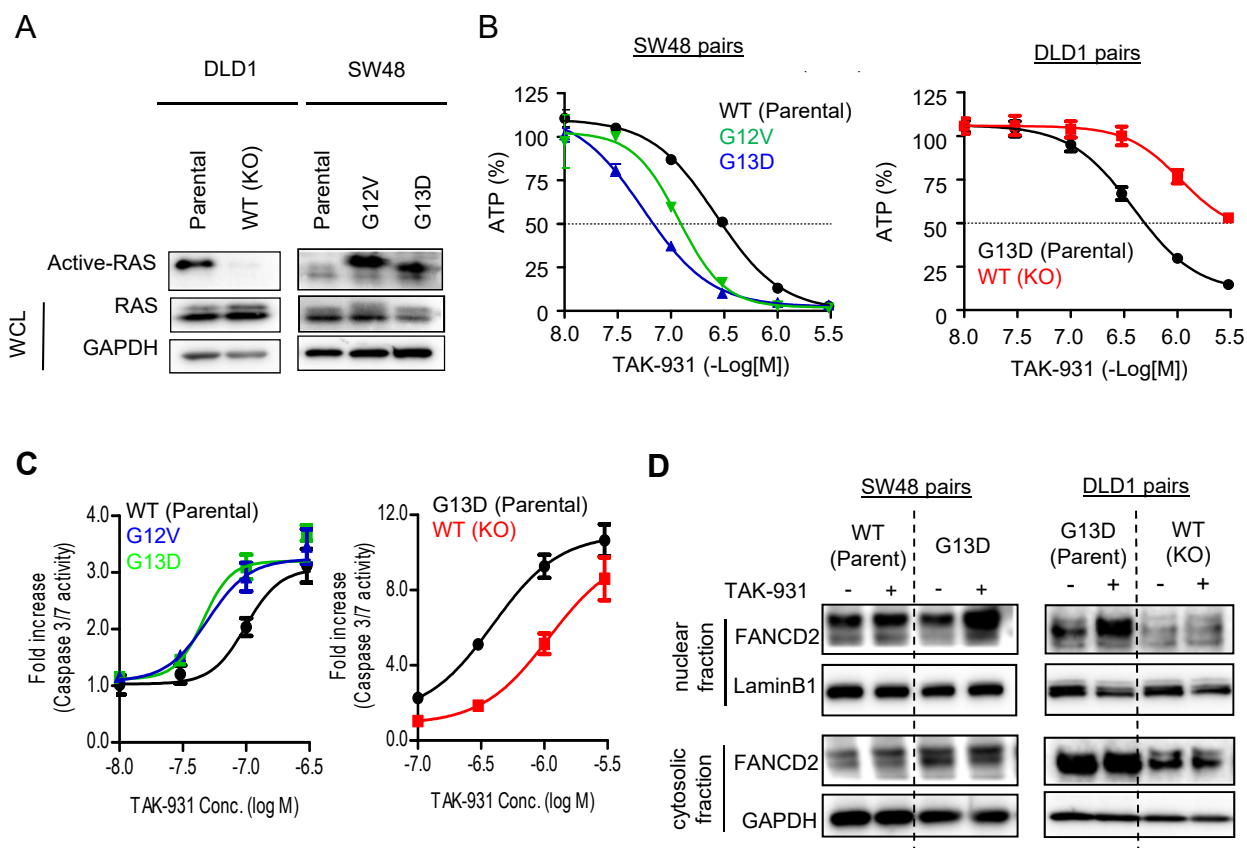 A
DLD1
SW48
Parental
WT (KO)
Parental
G12V
G13D
Active-RAS
RAS
GAPDH
WCL
B
SW48 pairs
WT (Parental)
G12V
G13D
ATP (%)
125
100
75
50
25
0
8.0 7.5 7.0 6.5 6.0 5.5
TAK-931 (-Log[M])
DLD1 pairs
ATP (%)
125
100
75
50
25
0
G13D (Parental)
WT (KO)
8.0 7.5 7.0 6.5 6.0 5.5
TAK-931 (-Log[M])
C
WT (Parental)
G12V
G13D
Fold increase
(Caspase 3/7 activity)
4.0
3.0
2.0
1.0
0.0
-8.0 -7.5 -7.0 -6.5
TAK-931 Conc. (log M)
G13D (Parental)
WT (KO)
Fold increase
(Caspase 3/7 activity)
12.0
8.0
4.0
0.0
-7.0 -6.5 -6.0 -5.5
TAK-931 Conc. (log M)
D
SW48 pairs
DLD1 pairs
WT
(Parent)
G13D
G13D
(Parent)
WT
(KO)
TAK-931 - + - + - + - +
nuclear
fraction
FANCD2
LaminB1
cytosolic
fraction
FANCD2
GAPDH